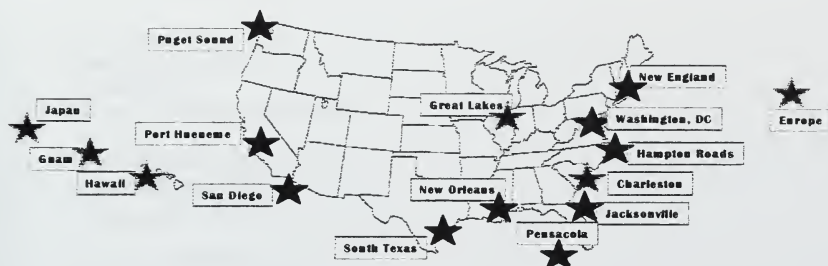 Puget Sound
New England
Great Lakes
Japan
Washington, DC
Europe
Port Hueneme
Hampton Roads
Guam
Hawaii
Charleston
San Diego
New Orleans
Jacksonville
Pensacola
South Texas